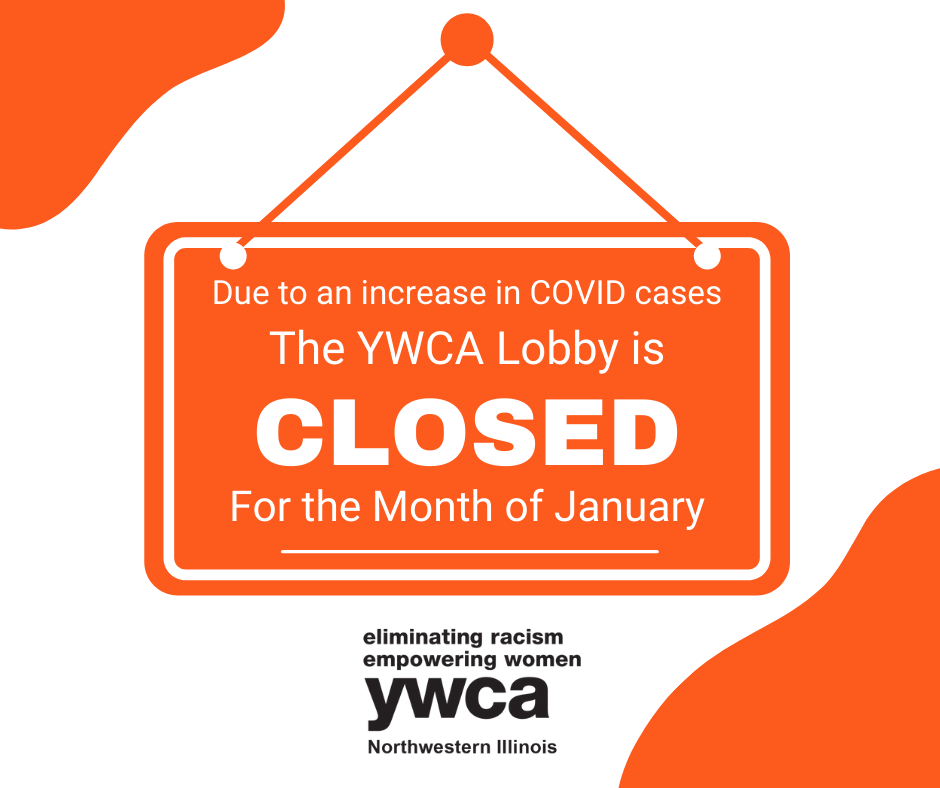 Due to an increase in COVID cases
The YWCA Lobby is
CLOSED
For the Month of January
eliminating racism
empowering women
ywca
Northwestern Illinois